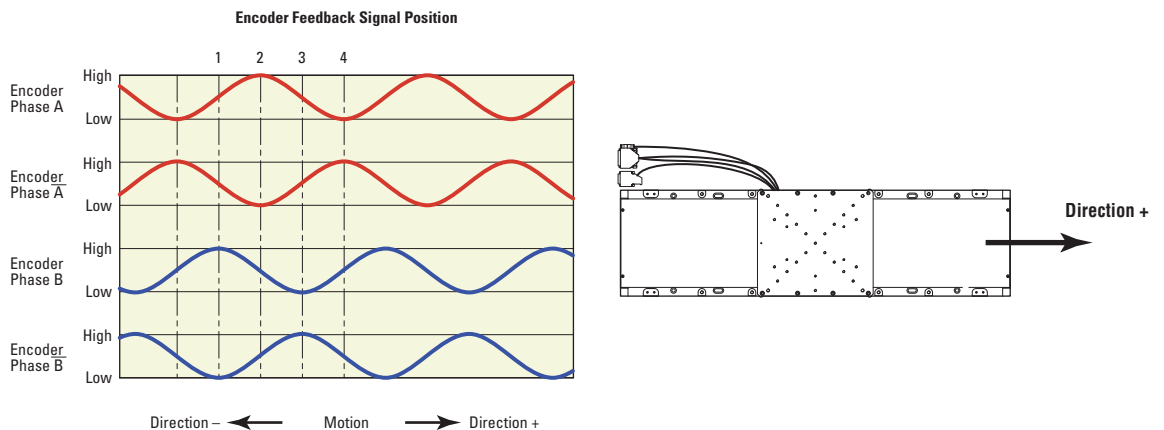 Encoder Feedback Signal Position
1 2 3 4
High
Encoder
Phase A
Low
High
Encoder
Phase A̅
Low
High
Encoder
Phase B
Low
High
Encoder
Phase B̅
Low
Direction – Motion Direction +
Direction +